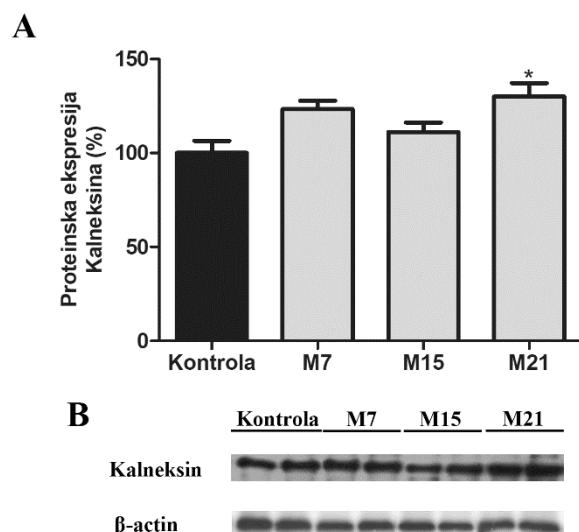 A
Proteinska ekspresija
Kalneksina (%)
150
100
50
0
*
Kontrola M7 M15 M21
B
Kontrola M7 M15 M21
Kalneksin
β-actin